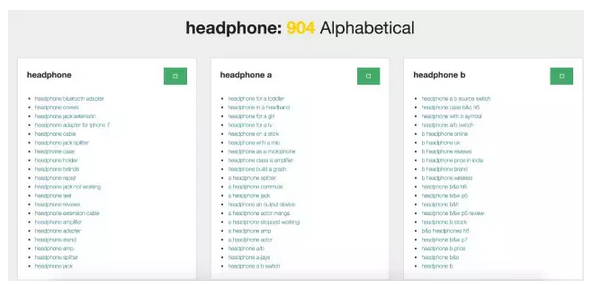 headphone: 904 Alphabetical
headphone
headphone bluetooth adapter
headphone covers
headphone jack extension
headphone adapter for iphone 7
headphone cable
headphone jack splitter
headphone case
headphone holder
headphone brands
headphone repair
headphone jack not working
headphone test
headphone reviews
headphone extension cable
headphone amplifier
headphone adapter
headphone stand
headphone amp
headphone splitter
headphone jack
headphone a
headphone for a toddler
headphone in a headband
headphone for a girl
headphone for a tv
headphone on a stick
headphone with a mic
headphone as a microphone
headphone class a amplifier
headphone build a graph
a headphone splitter
a headphone commute
a headphone jack
headphone ab output device
a headphone actor manga
a headphone stopped working
a headphone amp
a headphone actor
headphone a/b
headphone a-jays
headphone a b switch
headphone b
headphone a b source switch
headphone case b&o h6
headphone with b symbol
headphone a/b switch
b headphone online
b headphone uk
b headphone reviews
b headphone price in india
b headphone brand
b headphone wireless
headphone b&o h8
headphone b&w p5
headphone b&h
headphone b&w p5 review
headphone b stock
b&o headphones h6
headphone b&w p7
headphone b price
headphone b&o
headphone b